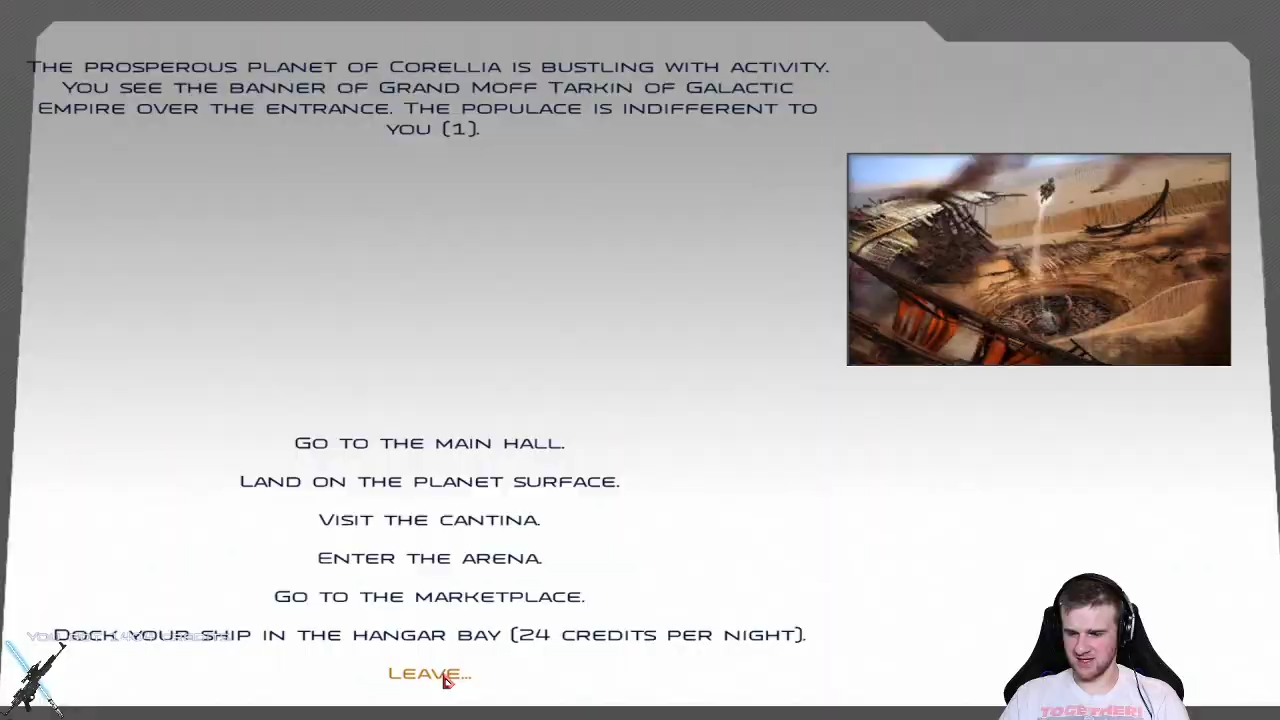 The prosperous planet of Corellia is bustling with activity.
You see the banner of Grand Moff Tarkin of Galactic
Empire over the entrance. The populace is indifferent to
you (1).
Go to the main hall.
Land on the planet surface.
Visit the cantina.
Enter the arena.
Go to the marketplace.
Dock your ship in the hangar bay (24 credits per night).
Leave...
TOGETHER!